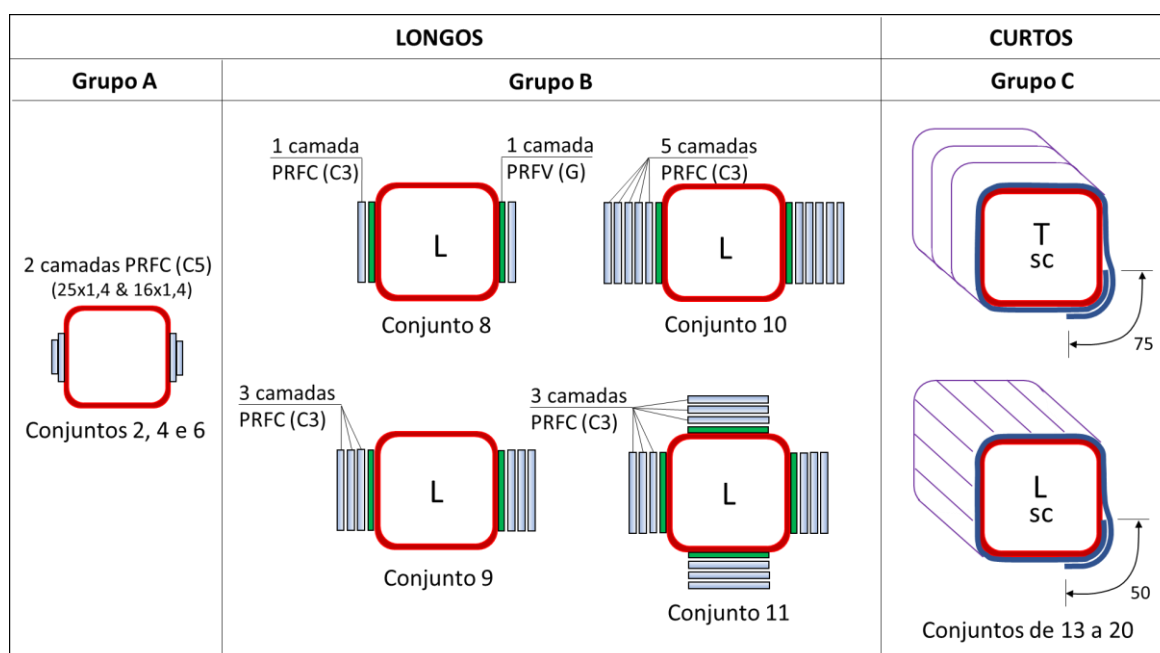 LONGOS
CURTOS
Grupo A
Grupo B
Grupo C
2 camadas PRFC (C5)
(25x1,4 & 16x1,4)
Conjuntos 2, 4 e 6
1 camada
PRFC (C3)
1 camada
PRFV (G)
L
Conjunto 8
5 camadas
PRFC (C3)
L
Conjunto 10
3 camadas
PRFC (C3)
L
Conjunto 9
3 camadas
PRFC (C3)
L
Conjunto 11
T
sc
75
L
sc
50
Conjuntos de 13 a 20